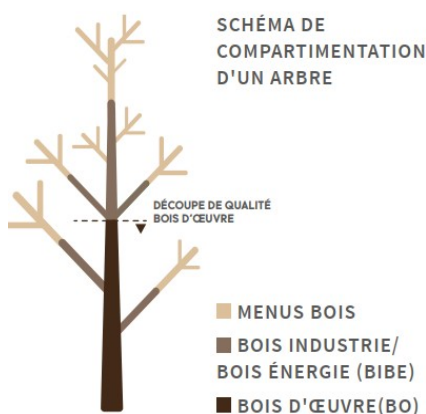 SCHÉMA DE
COMPARTIMENTATION
D'UN ARBRE
DÉCOUPE DE QUALITÉ
BOIS D'ŒUVRE
MENUS BOIS
BOIS INDUSTRIE/
BOIS ÉNERGIE (BIBE)
BOIS D'ŒUVRE(BO)